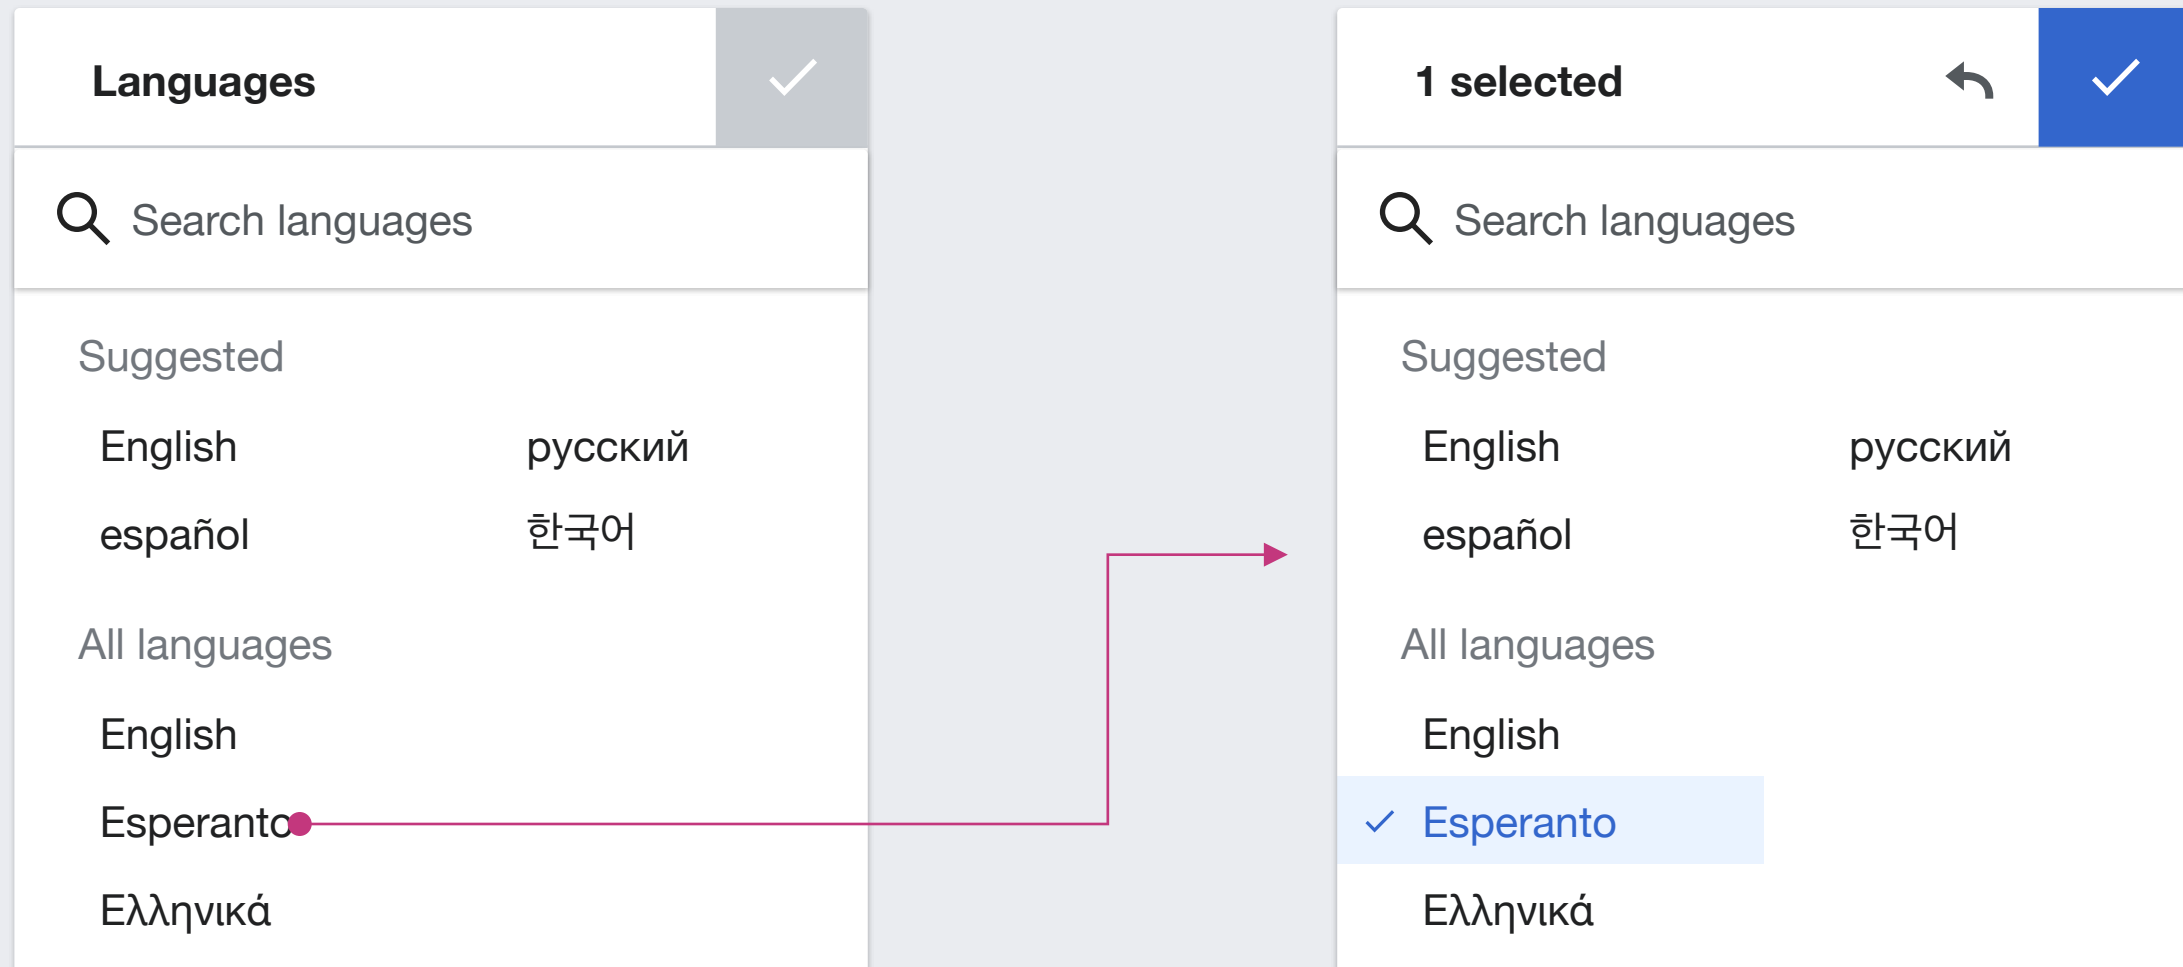 Languages
Search languages
Suggested
English русский
español 한국어
All languages
English
Esperanto
Ελληνικά
1 selected
Search languages
Suggested
English русский
español 한국어
All languages
English
Esperanto
Ελληνικά